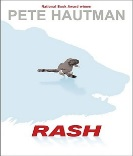 National Book Award winner
PETE HAUTMAN
RASH